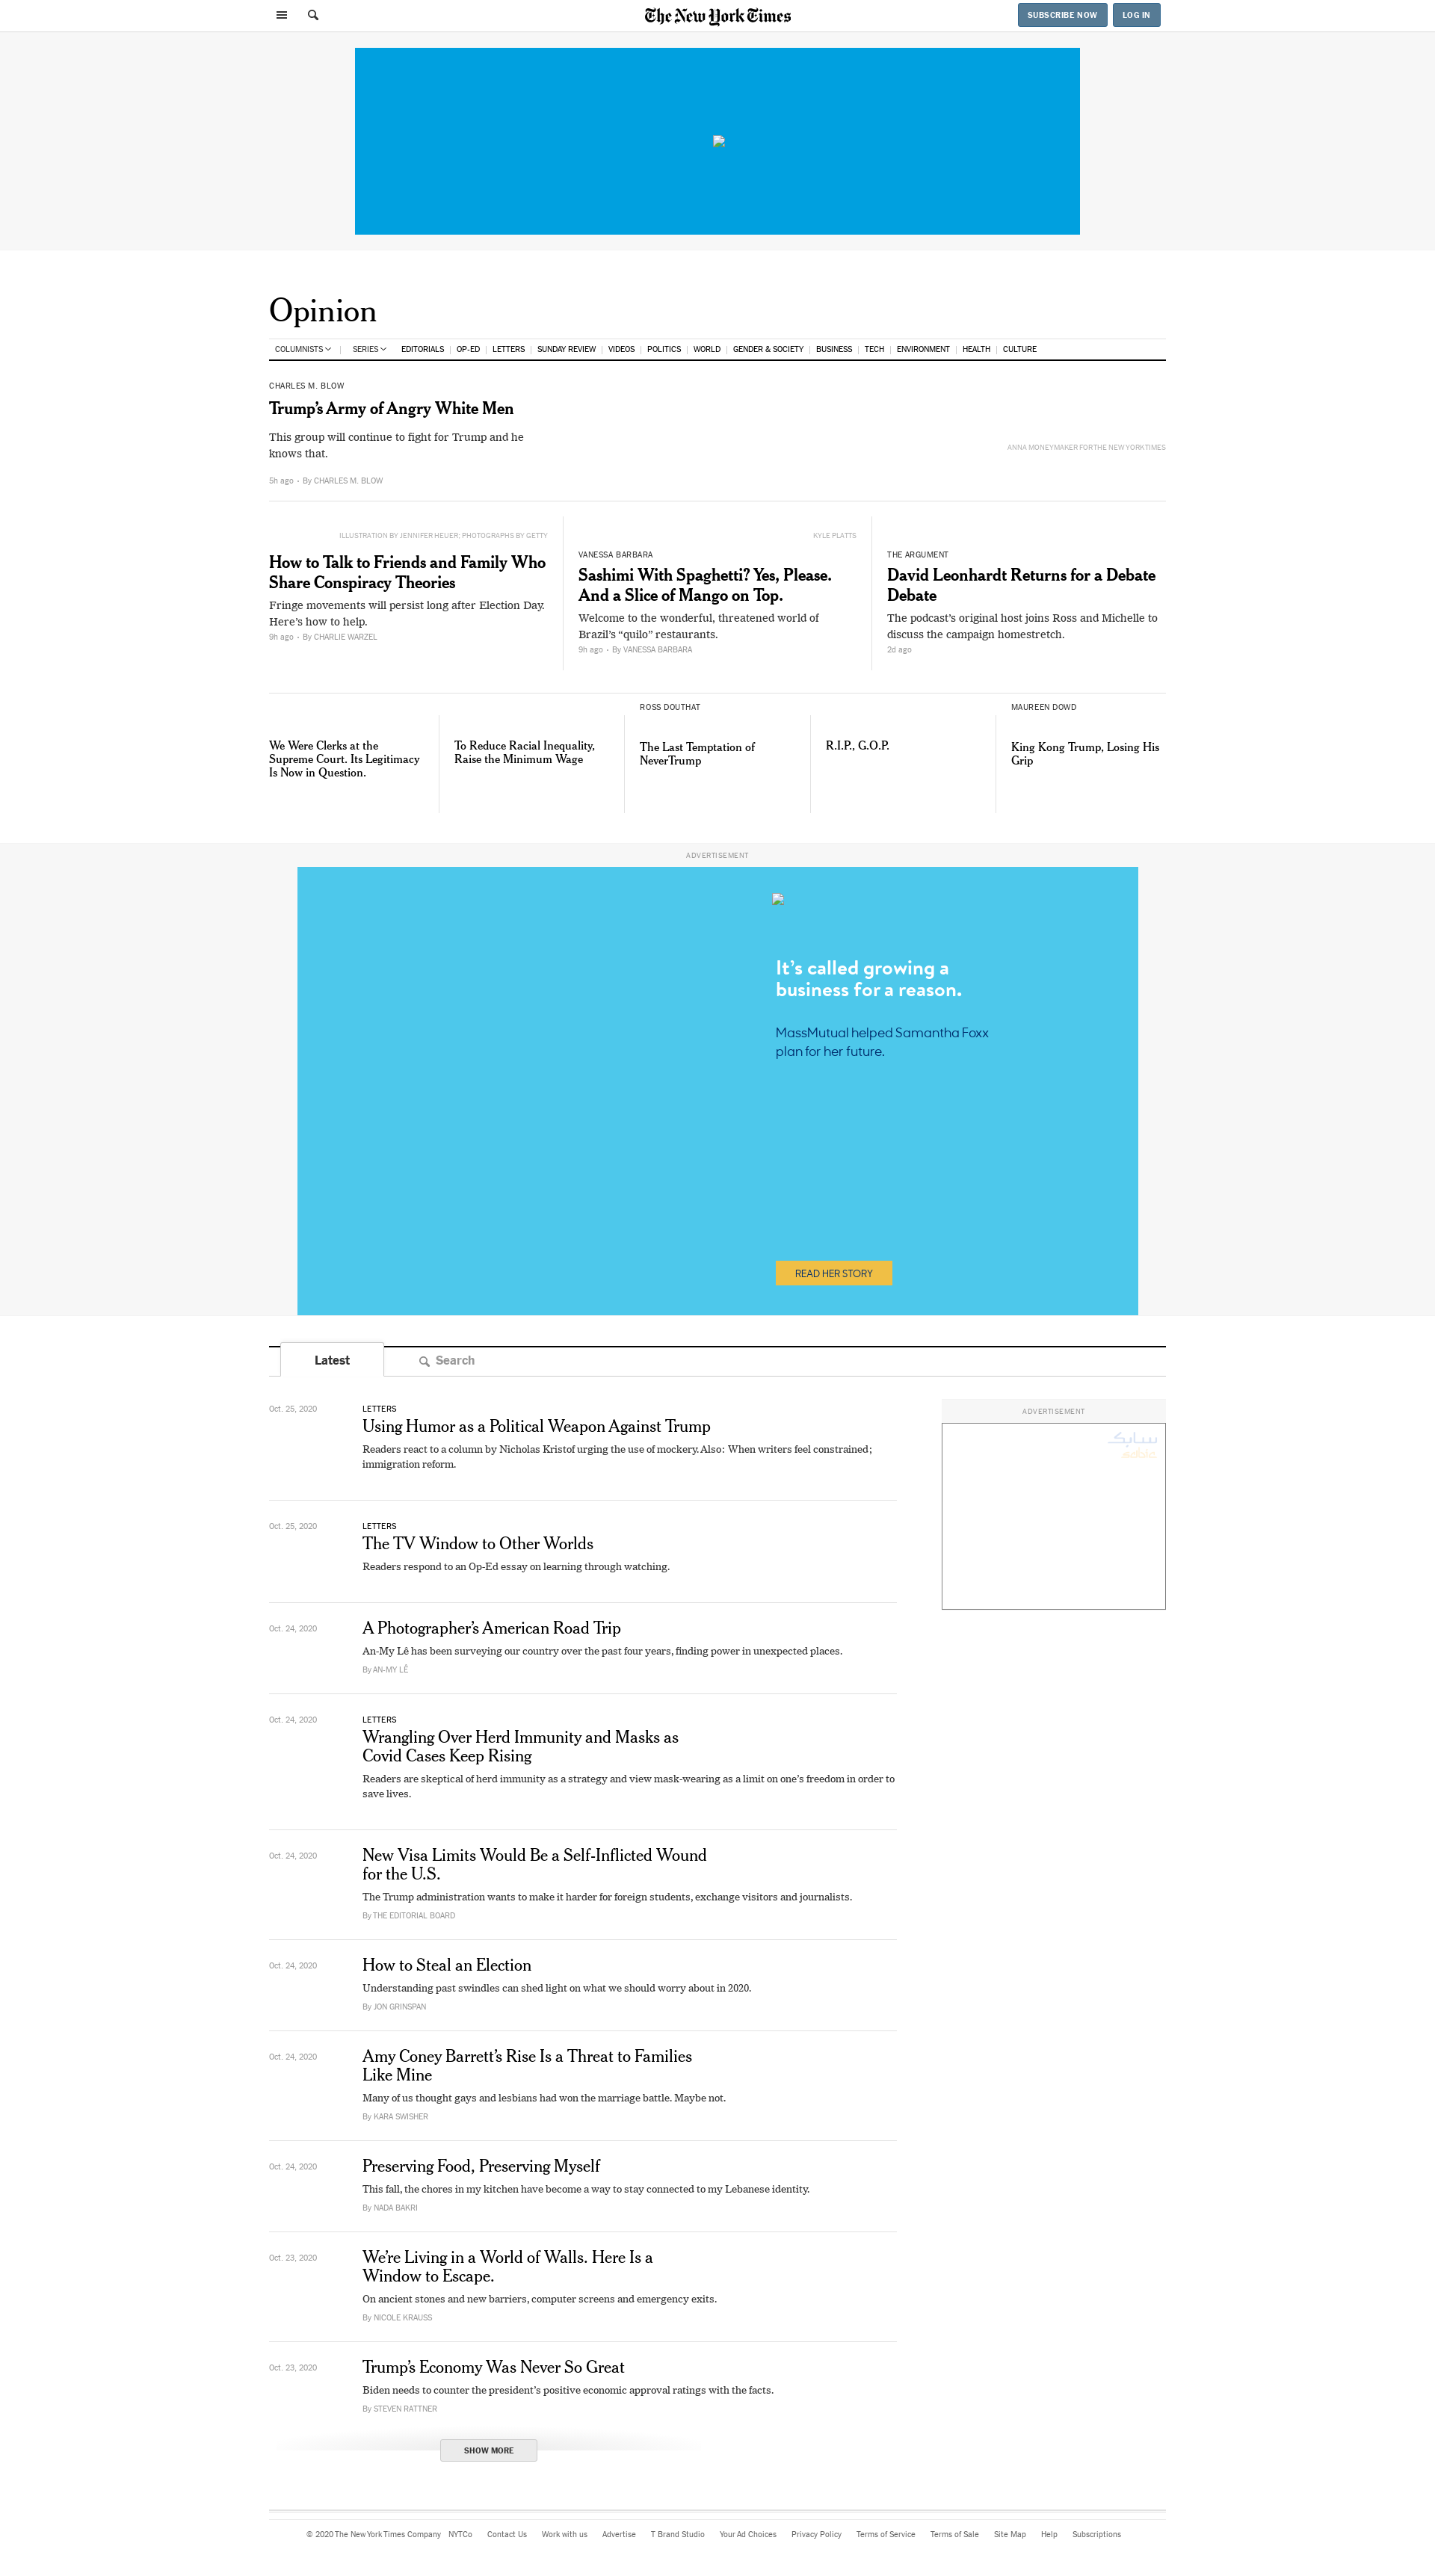 The New York Times
SUBSCRIBE NOW
LOG IN
Opinion
COLUMNISTS
SERIES
EDITORIALS
OP-ED
LETTERS
SUNDAY REVIEW
VIDEOS
POLITICS
WORLD
GENDER & SOCIETY
BUSINESS
TECH
ENVIRONMENT
HEALTH
CULTURE
CHARLES M. BLOW
Trump’s Army of Angry White Men
This group will continue to fight for Trump and he
knows that.
5h ago • By CHARLES M. BLOW
ANNA MONEYMAKER FOR THE NEW YORK TIMES
ILLUSTRATION BY JENNIFER HEUER; PHOTOGRAPHS BY GETTY
How to Talk to Friends and Family Who
Share Conspiracy Theories
Fringe movements will persist long after Election Day.
Here’s how to help.
9h ago • By CHARLIE WARZEL
KYLE PLATTS
VANESSA BARBARA
Sashimi With Spaghetti? Yes, Please.
And a Slice of Mango on Top.
Welcome to the wonderful, threatened world of
Brazil’s “quilo” restaurants.
9h ago • By VANESSA BARBARA
THE ARGUMENT
David Leonhardt Returns for a Debate
Debate
The podcast’s original host joins Ross and Michelle to
discuss the campaign homestretch.
2d ago
We Were Clerks at the
Supreme Court. Its Legitimacy
Is Now in Question.
To Reduce Racial Inequality,
Raise the Minimum Wage
ROSS DOUTHAT
The Last Temptation of
NeverTrump
R.I.P., G.O.P.
MAUREEN DOWD
King Kong Trump, Losing His
Grip
ADVERTISEMENT
It’s called growing a
business for a reason.
MassMutual helped Samantha Foxx
plan for her future.
READ HER STORY
Latest
Search
Oct. 25, 2020
LETTERS
Using Humor as a Political Weapon Against Trump
Readers react to a column by Nicholas Kristof urging the use of mockery. Also: When writers feel constrained;
immigration reform.
ADVERTISEMENT
سابك
Oct. 25, 2020
LETTERS
The TV Window to Other Worlds
Readers respond to an Op-Ed essay on learning through watching.
Oct. 24, 2020
A Photographer’s American Road Trip
An-My Lê has been surveying our country over the past four years, finding power in unexpected places.
By AN-MY LÊ
Oct. 24, 2020
LETTERS
Wrangling Over Herd Immunity and Masks as
Covid Cases Keep Rising
Readers are skeptical of herd immunity as a strategy and view mask-wearing as a limit on one’s freedom in order to
save lives.
Oct. 24, 2020
New Visa Limits Would Be a Self-Inflicted Wound
for the U.S.
The Trump administration wants to make it harder for foreign students, exchange visitors and journalists.
By THE EDITORIAL BOARD
Oct. 24, 2020
How to Steal an Election
Understanding past swindles can shed light on what we should worry about in 2020.
By JON GRINSPAN
Oct. 24, 2020
Amy Coney Barrett’s Rise Is a Threat to Families
Like Mine
Many of us thought gays and lesbians had won the marriage battle. Maybe not.
By KARA SWISHER
Oct. 24, 2020
Preserving Food, Preserving Myself
This fall, the chores in my kitchen have become a way to stay connected to my Lebanese identity.
By NADA BAKRI
Oct. 23, 2020
We’re Living in a World of Walls. Here Is a
Window to Escape.
On ancient stones and new barriers, computer screens and emergency exits.
By NICOLE KRAUSS
Oct. 23, 2020
Trump’s Economy Was Never So Great
Biden needs to counter the president’s positive economic approval ratings with the facts.
By STEVEN RATTNER
SHOW MORE
© 2020 The New York Times Company
NYTCo
Contact Us
Work with us
Advertise
T Brand Studio
Your Ad Choices
Privacy Policy
Terms of Service
Terms of Sale
Site Map
Help
Subscriptions